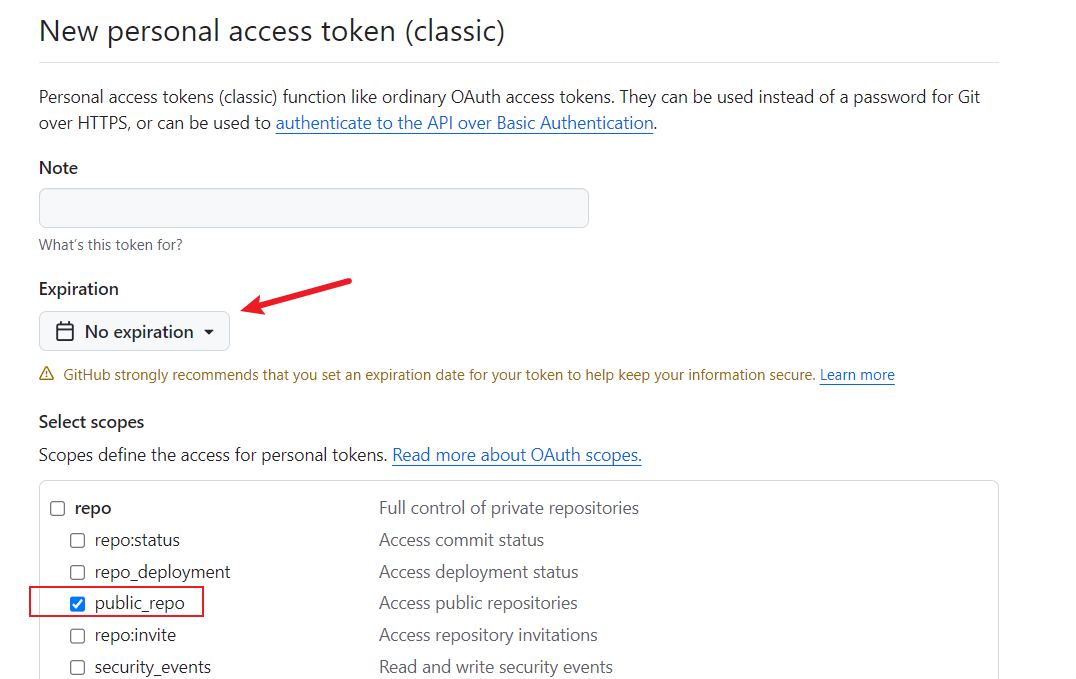 New personal access token (classic)
Personal access tokens (classic) function like ordinary OAuth access tokens. They can be used instead of a password for Git
over HTTPS, or can be used to authenticate to the API over Basic Authentication.
Note
What's this token for?
Expiration
No expiration
GitHub strongly recommends that you set an expiration date for your token to help keep your information secure. Learn more
Select scopes
Scopes define the access for personal tokens. Read more about OAuth scopes.
repo Full control of private repositories
repo:status Access commit status
repo_deployment Access deployment status
public_repo Access public repositories
repo:invite Access repository invitations
security_events Read and write security events